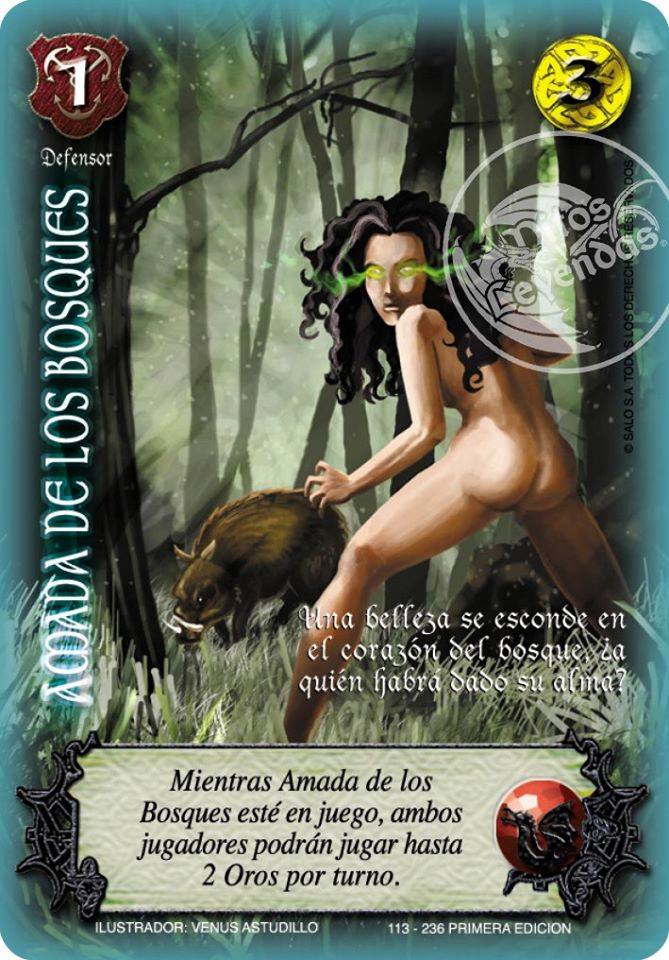 1
3
Defensor
AMADA DE LOS BOSQUES
Mitos
y
Leyendas
©
© SALO S.A. TODOS LOS DERECHOS RESERVADOS
Una belleza se esconde en
el corazón del bosque, ¿a
quién habrá dado su alma?
Mientras Amada de los
Bosques esté en juego, ambos
jugadores podrán jugar hasta
2 Oros por turno.
ILUSTRADOR: VENUS ASTUDILLO
113 - 236 PRIMERA EDICION